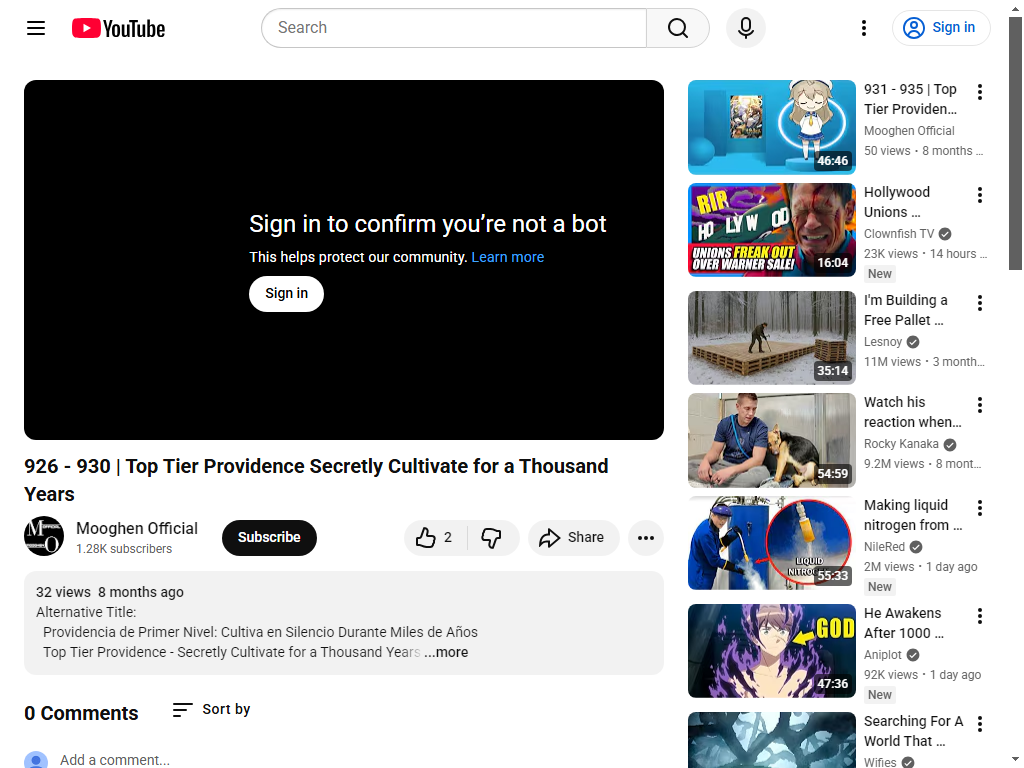 YouTube
Search
Sign in
Sign in to confirm you’re not a bot
This helps protect our community. Learn more
Sign in
926 - 930 | Top Tier Providence Secretly Cultivate for a Thousand
Years
Mooghen Official
1.28K subscribers
Subscribe
2
Share
32 views 8 months ago
Alternative Title:
Providencia de Primer Nivel: Cultiva en Silencio Durante Miles de Años
Top Tier Providence - Secretly Cultivate for a Thousand Years ...more
0 Comments
Sort by
Add a comment...
46:46
931 - 935 | Top
Tier Providen...
Mooghen Official
50 views • 8 months ...
RIP
HOLLYWOOD
UNIONS FREAK OUT
OVER WARNER SALE!
16:04
Hollywood
Unions ...
Clownfish TV
23K views • 14 hours ...
New
35:14
I'm Building a
Free Pallet ...
Lesnoy
11M views • 3 month...
54:59
Watch his
reaction when...
Rocky Kanaka
9.2M views • 8 mont...
LIQUID
55:33
Making liquid
nitrogen from ...
NileRed
2M views • 1 day ago
New
GOD
47:36
He Awakens
After 1000 ...
Aniplot
92K views • 1 day ago
New
Searching For A
World That ...
Wifies